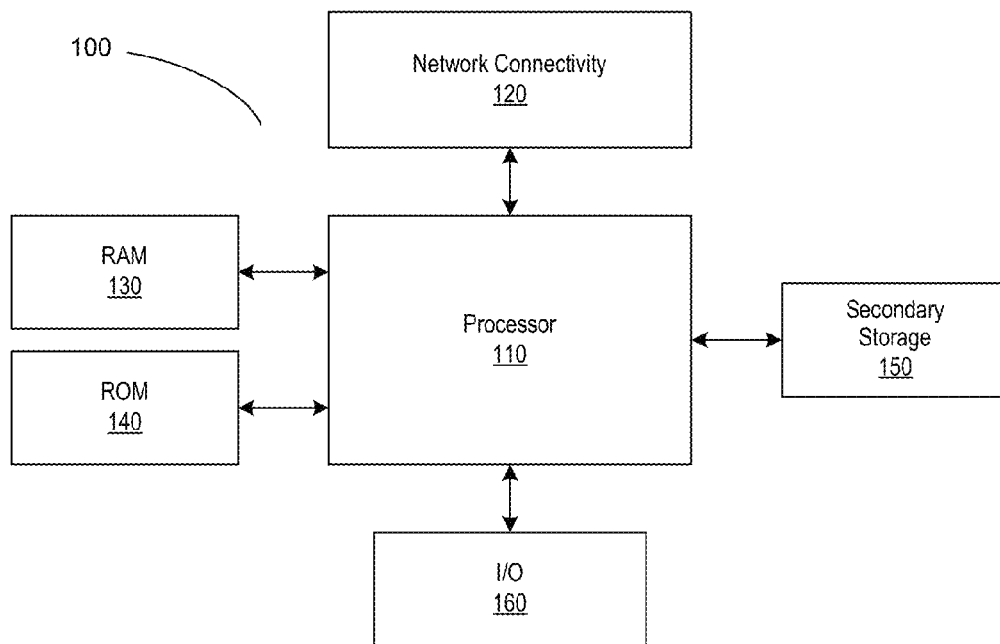 100
Network Connectivity
120
RAM
130
Processor
110
Secondary
Storage
150
ROM
140
I/O
160